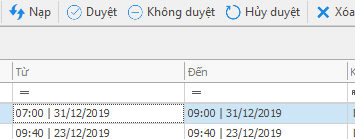 Nạp Duyệt Không duyệt Hủy duyệt Xóa
Từ Đến
= =
07:00 | 31/12/2019 09:00 | 31/12/2019
09:40 | 23/12/2019 09:40 | 23/12/2019